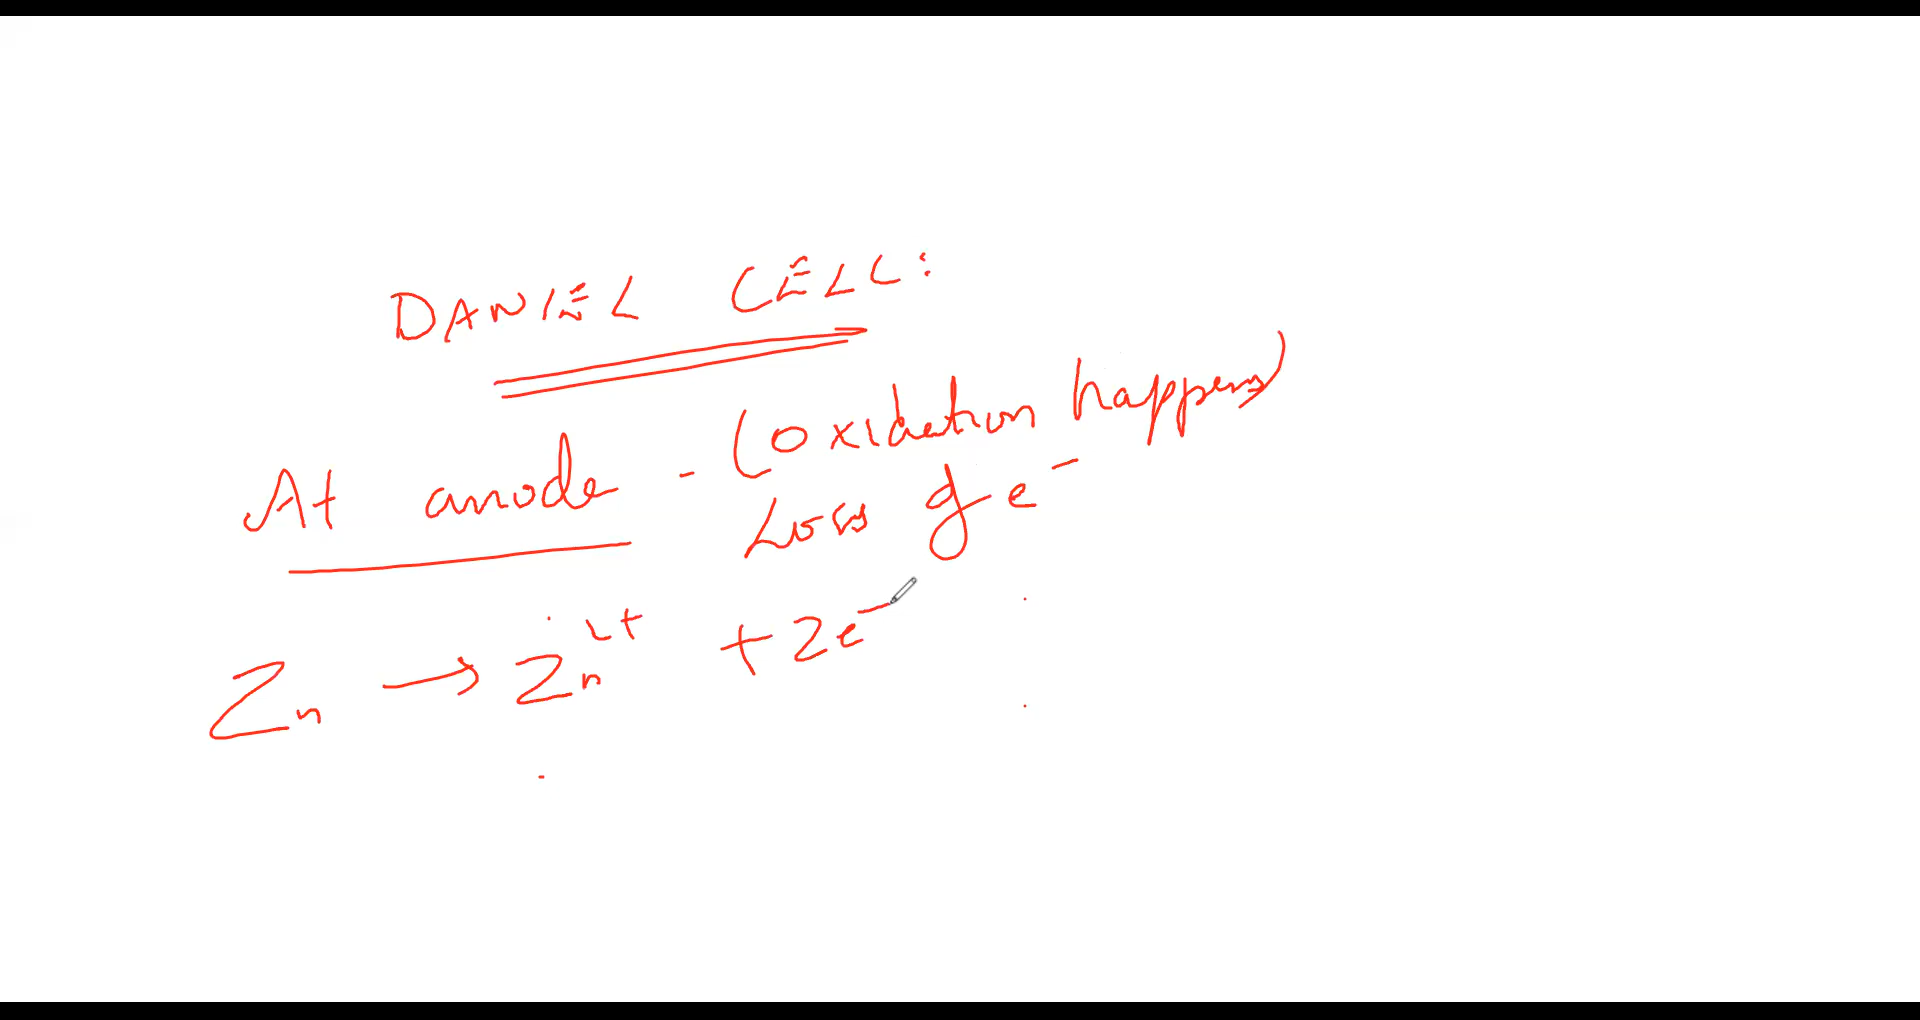 DANIEL CELL:
At anode - (oxidation happens)
Loss of e⁻
Zn → Zn²⁺ + 2e⁻